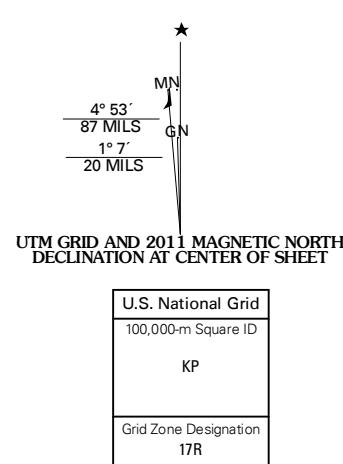 ★
MN
4° 53´
87 MILS
GN
1° 7´
20 MILS
UTM GRID AND 2011 MAGNETIC NORTH
DECLINATION AT CENTER OF SHEET
U.S. National Grid
100,000-m Square ID
KP
Grid Zone Designation
17R